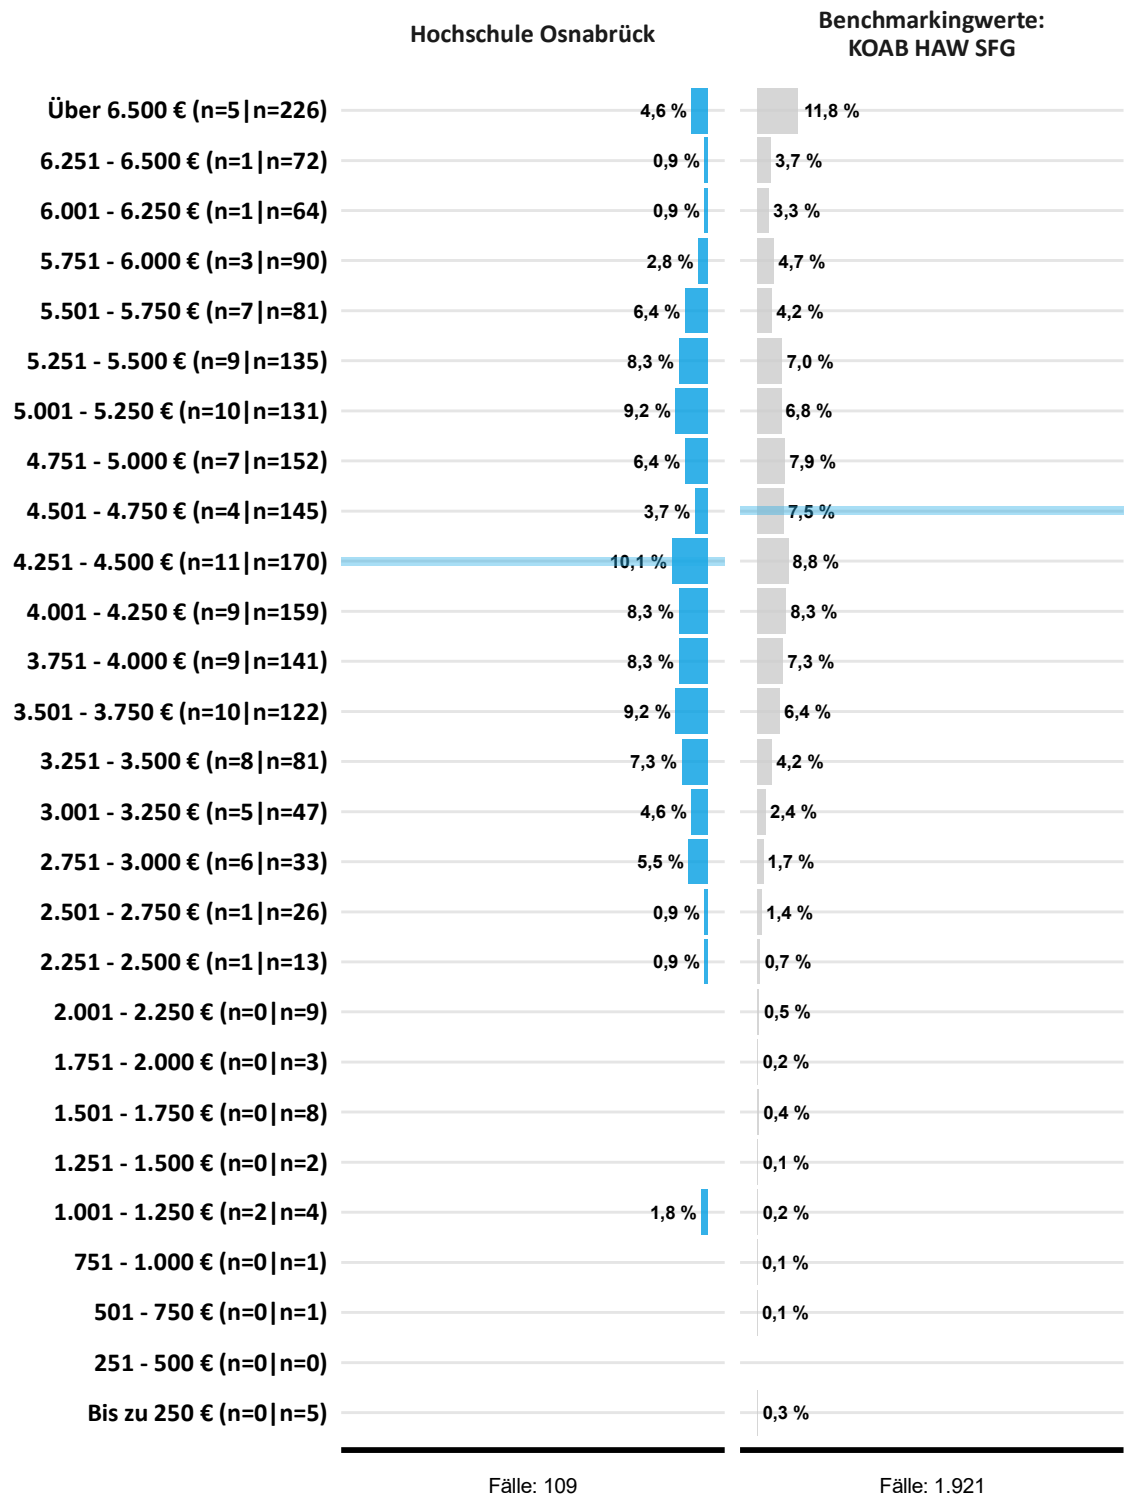 Hochschule Osnabrück
Benchmarkingwerte:
KOAB HAW SFG
Über 6.500 € (n=5|n=226) 4,6 % 11,8 %
6.251 - 6.500 € (n=1|n=72) 0,9 % 3,7 %
6.001 - 6.250 € (n=1|n=64) 0,9 % 3,3 %
5.751 - 6.000 € (n=3|n=90) 2,8 % 4,7 %
5.501 - 5.750 € (n=7|n=81) 6,4 % 4,2 %
5.251 - 5.500 € (n=9|n=135) 8,3 % 7,0 %
5.001 - 5.250 € (n=10|n=131) 9,2 % 6,8 %
4.751 - 5.000 € (n=7|n=152) 6,4 % 7,9 %
4.501 - 4.750 € (n=4|n=145) 3,7 % 7,5 %
4.251 - 4.500 € (n=11|n=170) 10,1 % 8,8 %
4.001 - 4.250 € (n=9|n=159) 8,3 % 8,3 %
3.751 - 4.000 € (n=9|n=141) 8,3 % 7,3 %
3.501 - 3.750 € (n=10|n=122) 9,2 % 6,4 %
3.251 - 3.500 € (n=8|n=81) 7,3 % 4,2 %
3.001 - 3.250 € (n=5|n=47) 4,6 % 2,4 %
2.751 - 3.000 € (n=6|n=33) 5,5 % 1,7 %
2.501 - 2.750 € (n=1|n=26) 0,9 % 1,4 %
2.251 - 2.500 € (n=1|n=13) 0,9 % 0,7 %
2.001 - 2.250 € (n=0|n=9) 0,5 %
1.751 - 2.000 € (n=0|n=3) 0,2 %
1.501 - 1.750 € (n=0|n=8) 0,4 %
1.251 - 1.500 € (n=0|n=2) 0,1 %
1.001 - 1.250 € (n=2|n=4) 1,8 % 0,2 %
751 - 1.000 € (n=0|n=1) 0,1 %
501 - 750 € (n=0|n=1) 0,1 %
251 - 500 € (n=0|n=0)
Bis zu 250 € (n=0|n=5) 0,3 %
Fälle: 109 Fälle: 1.921